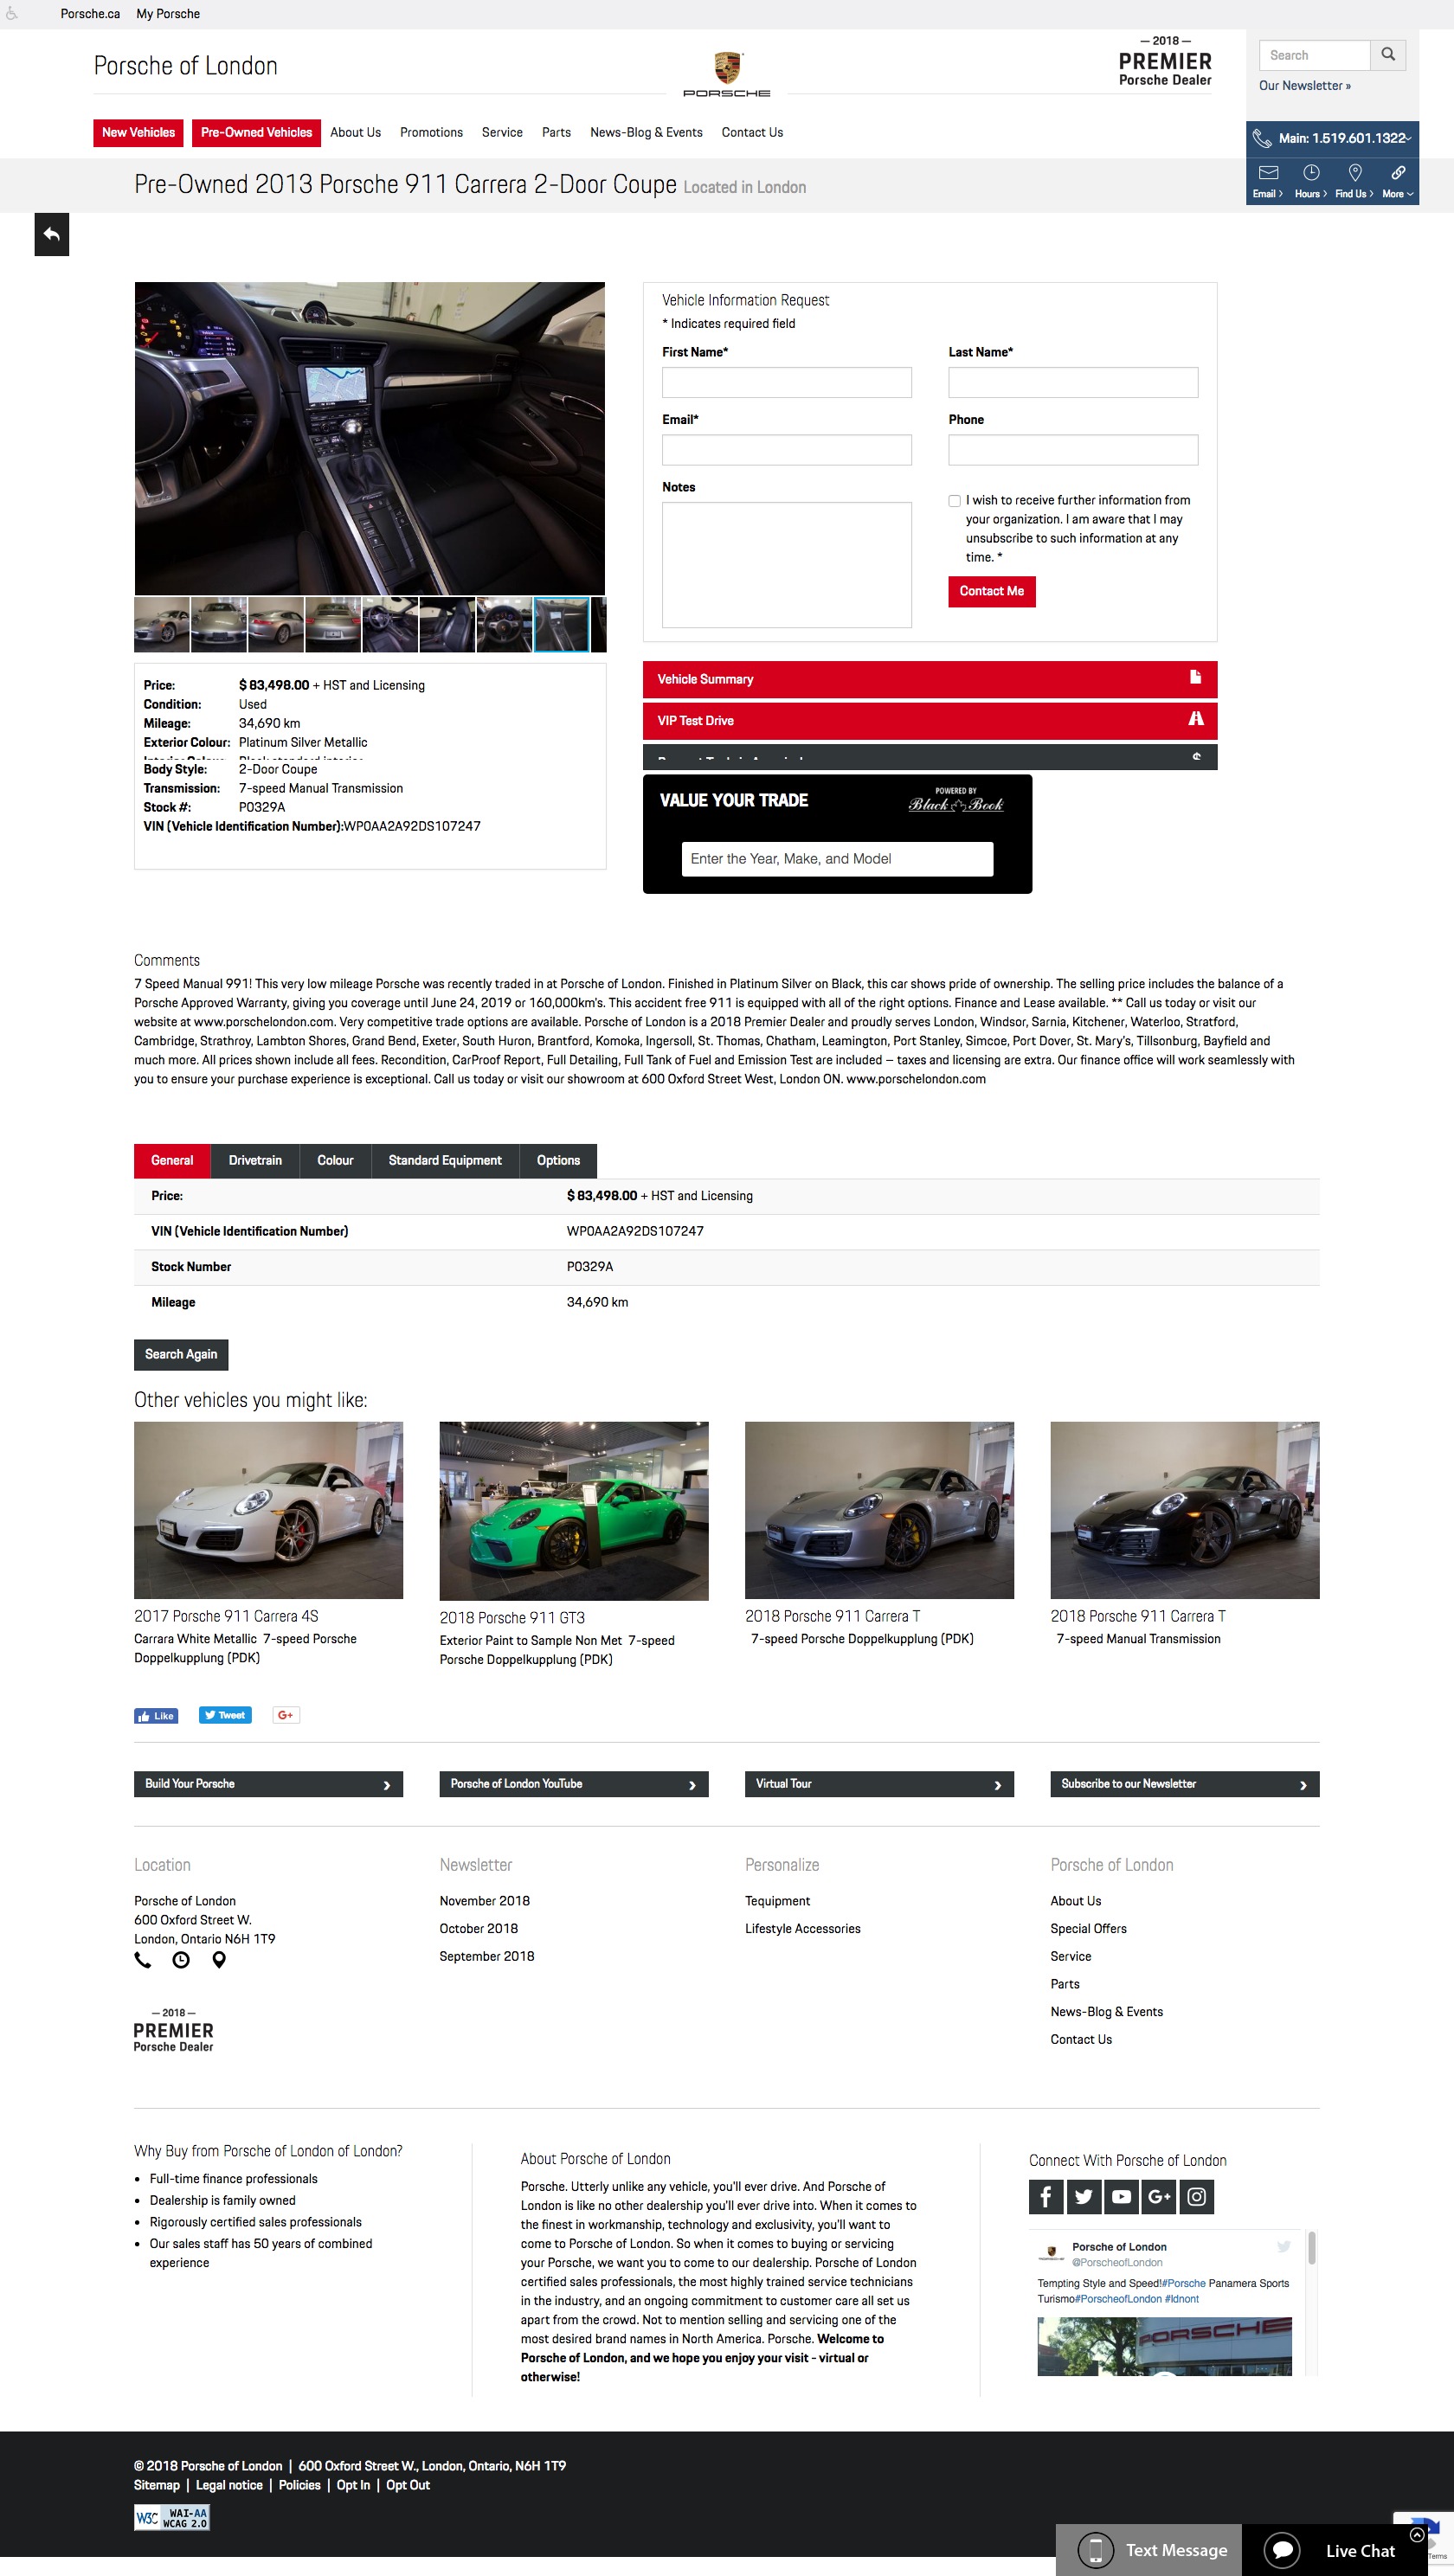 Porsche.ca My Porsche
Porsche of London
PORSCHE
— 2018 —
PREMIER
Porsche Dealer
Search
Our Newsletter »
Main: 1.519.601.1322
Email Hours Find Us More
New Vehicles Pre-Owned Vehicles About Us Promotions Service Parts News-Blog & Events Contact Us
Pre-Owned 2013 Porsche 911 Carrera 2-Door Coupe Located in London
Vehicle Information Request
* Indicates required field
First Name* Last Name*
Email* Phone
Notes
I wish to receive further information from
your organization. I am aware that I may
unsubscribe to such information at any
time. *
Contact Me
Price: $ 83,498.00 + HST and Licensing
Condition: Used
Mileage: 34,690 km
Exterior Colour: Platinum Silver Metallic
Body Style: 2-Door Coupe
Transmission: 7-speed Manual Transmission
Stock #: P0329A
VIN (Vehicle Identification Number):WP0AA2A92DS107247
Vehicle Summary
VIP Test Drive
VALUE YOUR TRADE
POWERED BY
Black Book
Enter the Year, Make, and Model
Comments
7 Speed Manual 991! This very low mileage Porsche was recently traded in at Porsche of London. Finished in Platinum Silver on Black, this car shows pride of ownership. The selling price includes the balance of a
Porsche Approved Warranty, giving you coverage until June 24, 2019 or 160,000km's. This accident free 911 is equipped with all of the right options. Finance and Lease available. ** Call us today or visit our
website at www.porschelondon.com. Very competitive trade options are available. Porsche of London is a 2018 Premier Dealer and proudly serves London, Windsor, Sarnia, Kitchener, Waterloo, Stratford,
Cambridge, Strathroy, Lambton Shores, Grand Bend, Exeter, South Huron, Brantford, Komoka, Ingersoll, St. Thomas, Chatham, Leamington, Port Stanley, Simcoe, Port Dover, St. Mary's, Tillsonburg, Bayfield and
much more. All prices shown include all fees. Recondition, CarProof Report, Full Detailing, Full Tank of Fuel and Emission Test are included – taxes and licensing are extra. Our finance office will work seamlessly with
you to ensure your purchase experience is exceptional. Call us today or visit our showroom at 600 Oxford Street West, London ON. www.porschelondon.com
General Drivetrain Colour Standard Equipment Options
Price: $ 83,498.00 + HST and Licensing
VIN (Vehicle Identification Number) WP0AA2A92DS107247
Stock Number P0329A
Mileage 34,690 km
Search Again
Other vehicles you might like:
2017 Porsche 911 Carrera 4S
Carrara White Metallic 7-speed Porsche
Doppelkupplung (PDK)
2018 Porsche 911 GT3
Exterior Paint to Sample Non Met 7-speed
Porsche Doppelkupplung (PDK)
2018 Porsche 911 Carrera T
7-speed Porsche Doppelkupplung (PDK)
2018 Porsche 911 Carrera T
7-speed Manual Transmission
Like Tweet G+
Build Your Porsche Porsche of London YouTube Virtual Tour Subscribe to our Newsletter
Location
Porsche of London
600 Oxford Street W.
London, Ontario N6H 1T9
— 2018 —
PREMIER
Porsche Dealer
Newsletter
November 2018
October 2018
September 2018
Personalize
Tequipment
Lifestyle Accessories
Porsche of London
About Us
Special Offers
Service
Parts
News-Blog & Events
Contact Us
Why Buy from Porsche of London of London?
• Full-time finance professionals
• Dealership is family owned
• Rigorously certified sales professionals
• Our sales staff has 50 years of combined
experience
About Porsche of London
Porsche. Utterly unlike any vehicle, you'll ever drive. And Porsche of
London is like no other dealership you'll ever drive into. When it comes to
the finest in workmanship, technology and exclusivity, you'll want to
come to Porsche of London. So when it comes to buying or servicing
your Porsche, we want you to come to our dealership. Porsche of London
certified sales professionals, the most highly trained service technicians
in the industry, and an ongoing commitment to customer care all set us
apart from the crowd. Not to mention selling and servicing one of the
most desired brand names in North America. Porsche. Welcome to
Porsche of London, and we hope you enjoy your visit - virtual or
otherwise!
Connect With Porsche of London
G+
Porsche of London
@PorscheofLondon
Tempting Style and Speed!#Porsche Panamera Sports
Turismo#PorscheofLondon #ldnont
PORSCHE
© 2018 Porsche of London | 600 Oxford Street W., London, Ontario, N6H 1T9
Sitemap | Legal notice | Policies | Opt In | Opt Out
W3C WAI-AA
WCAG 2.0
Text Message Live Chat
Terms